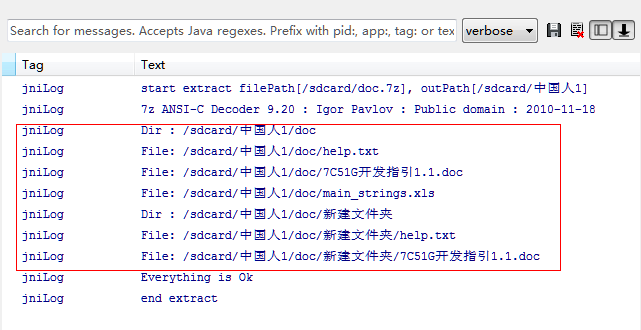 Search for messages. Accepts Java regexes. Prefix with pid:, app:, tag: or tex
verbose
Tag Text
jniLog start extract filePath[/sdcard/doc.7z], outPath[/sdcard/中国人1]
jniLog 7z ANSI-C Decoder 9.20 : Igor Pavlov : Public domain : 2010-11-18
jniLog Dir : /sdcard/中国人1/doc
jniLog File: /sdcard/中国人1/doc/help.txt
jniLog File: /sdcard/中国人1/doc/7C51G开发指引1.1.doc
jniLog File: /sdcard/中国人1/doc/main_strings.xls
jniLog Dir : /sdcard/中国人1/doc/新建文件夹
jniLog File: /sdcard/中国人1/doc/新建文件夹/help.txt
jniLog File: /sdcard/中国人1/doc/新建文件夹/7C51G开发指引1.1.doc
jniLog Everything is Ok
jniLog end extract